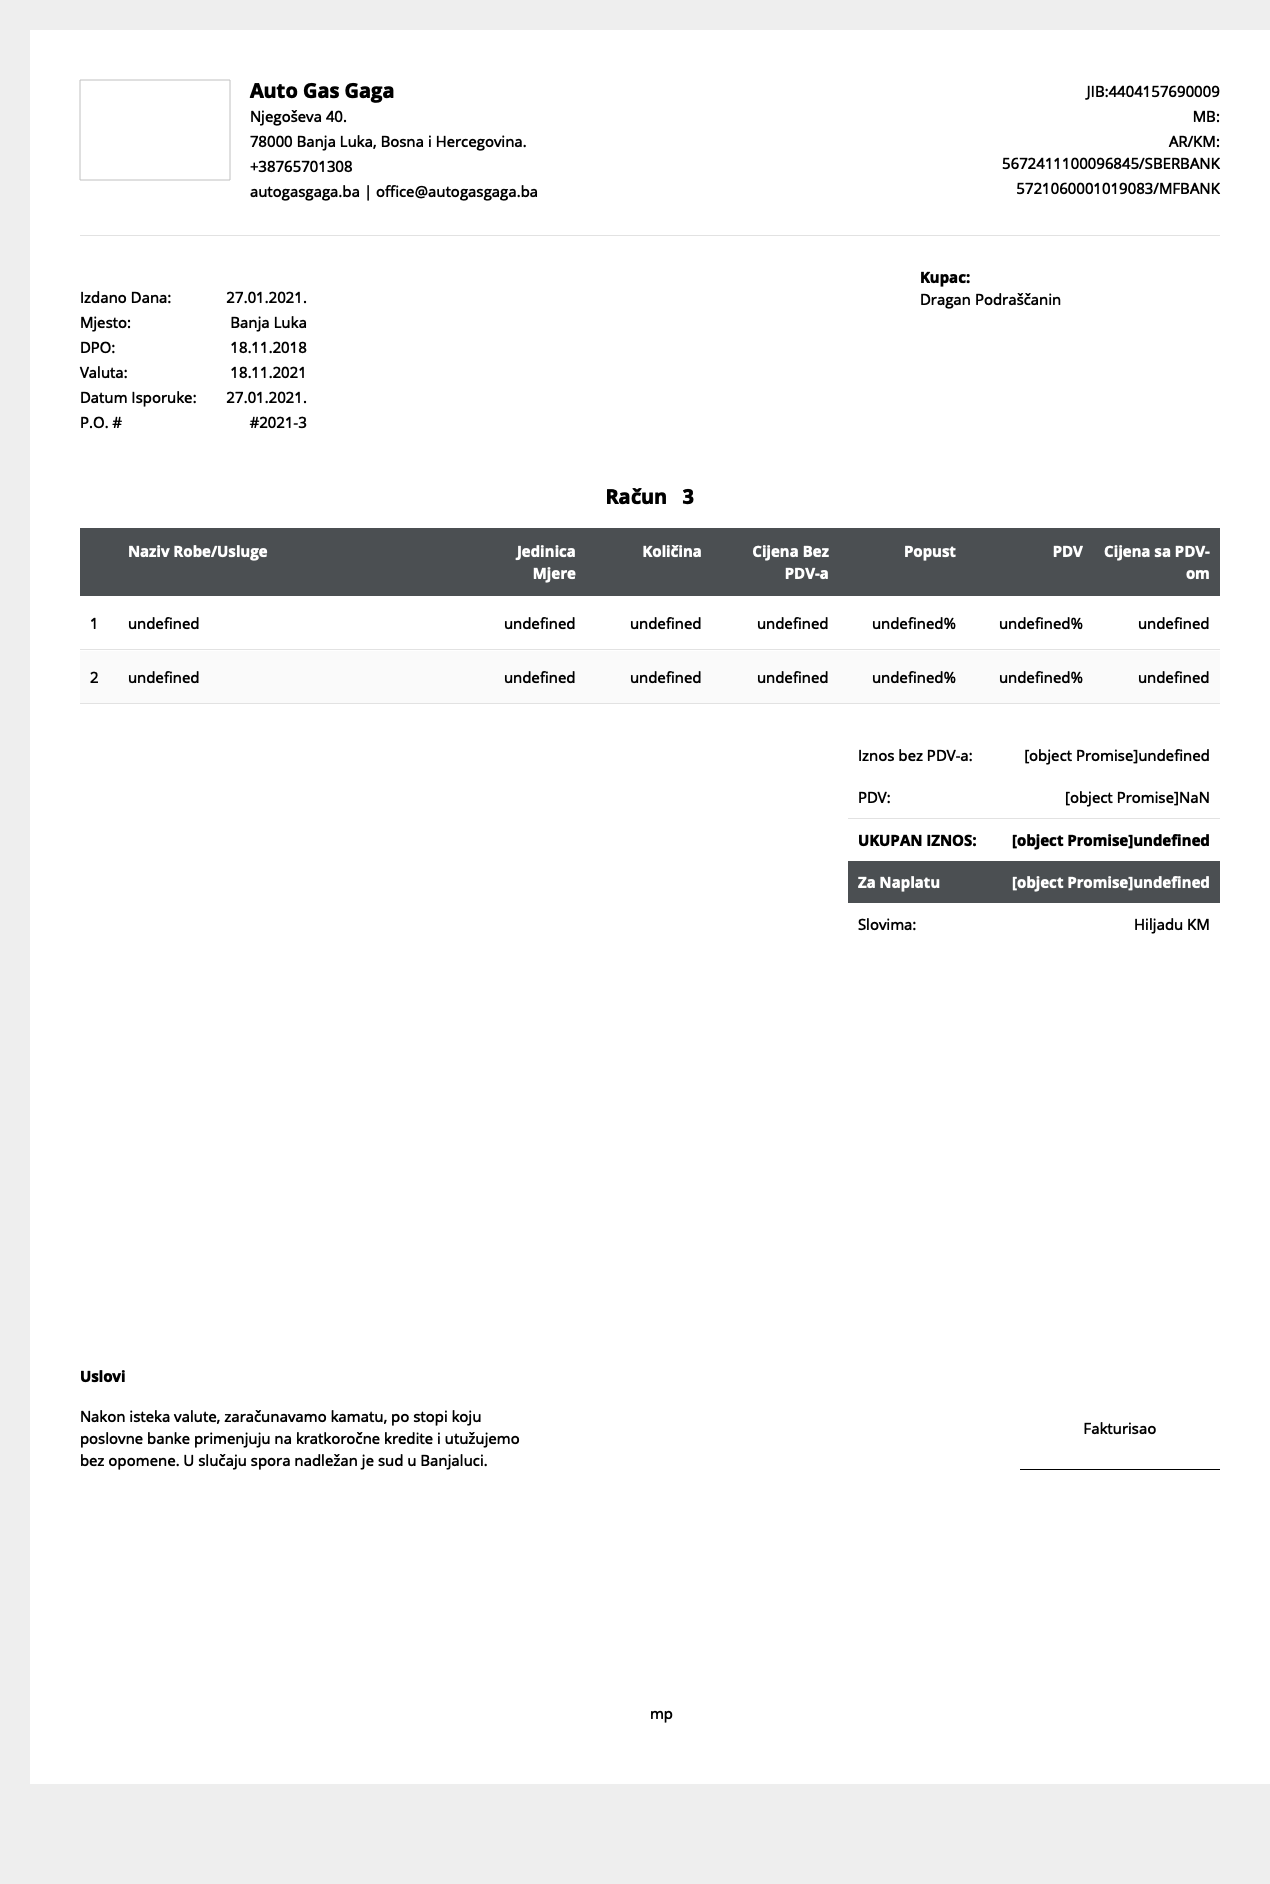 Auto Gas Gaga
Njegoševa 40.
78000 Banja Luka, Bosna i Hercegovina.
+38765701308
autogasgaga.ba | office@autogasgaga.ba
JIB:4404157690009
MB:
AR/KM:
5672411100096845/SBERBANK
5721060001019083/MFBANK
Izdano Dana: 27.01.2021.
Mjesto: Banja Luka
DPO: 18.11.2018
Valuta: 18.11.2021
Datum Isporuke: 27.01.2021.
P.O. # #2021-3
Kupac:
Dragan Podraščanin
Račun 3
Naziv Robe/Usluge Jedinica Mjere Količina Cijena Bez PDV-a Popust PDV Cijena sa PDV-om
1 undefined undefined undefined undefined undefined% undefined% undefined
2 undefined undefined undefined undefined undefined% undefined% undefined
Iznos bez PDV-a: [object Promise]undefined
PDV: [object Promise]NaN
UKUPAN IZNOS: [object Promise]undefined
Za Naplatu [object Promise]undefined
Slovima: Hiljadu KM
Uslovi
Nakon isteka valute, zaračunavamo kamatu, po stopi koju
poslovne banke primenjuju na kratkoročne kredite i utužujemo
bez opomene. U slučaju spora nadležan je sud u Banjaluci.
Fakturisao
mp